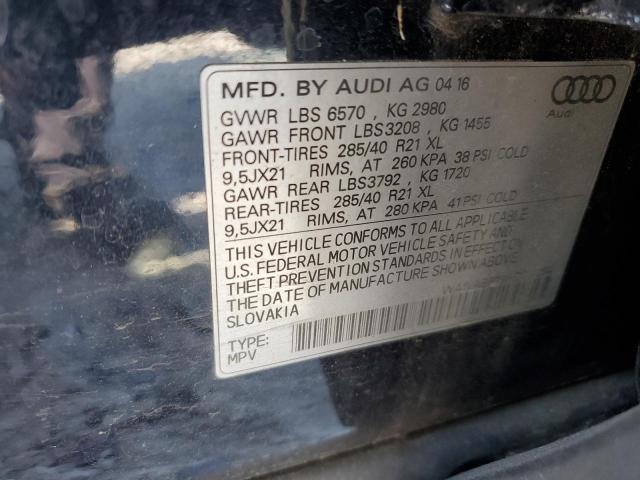 MFD. BY AUDI AG 04 16
Audi
GVWR LBS 6570 , KG 2980
GAWR FRONT LBS3208 , KG 1455
FRONT-TIRES 285/40 R21 XL
9,5JX21 RIMS, AT 260 KPA 38 PSI COLD
GAWR REAR LBS3792 , KG 1720
REAR-TIRES 285/40 R21 XL
9,5JX21 RIMS, AT 280 KPA 41 PSI COLD
THIS VEHICLE CONFORMS TO ALL APPLICABLE
U.S. FEDERAL MOTOR VEHICLE SAFETY AND
THEFT PREVENTION STANDARDS IN EFFECT ON
THE DATE OF MANUFACTURE SHOWN ABOVE
SLOVAKIA
TYPE:
MPV